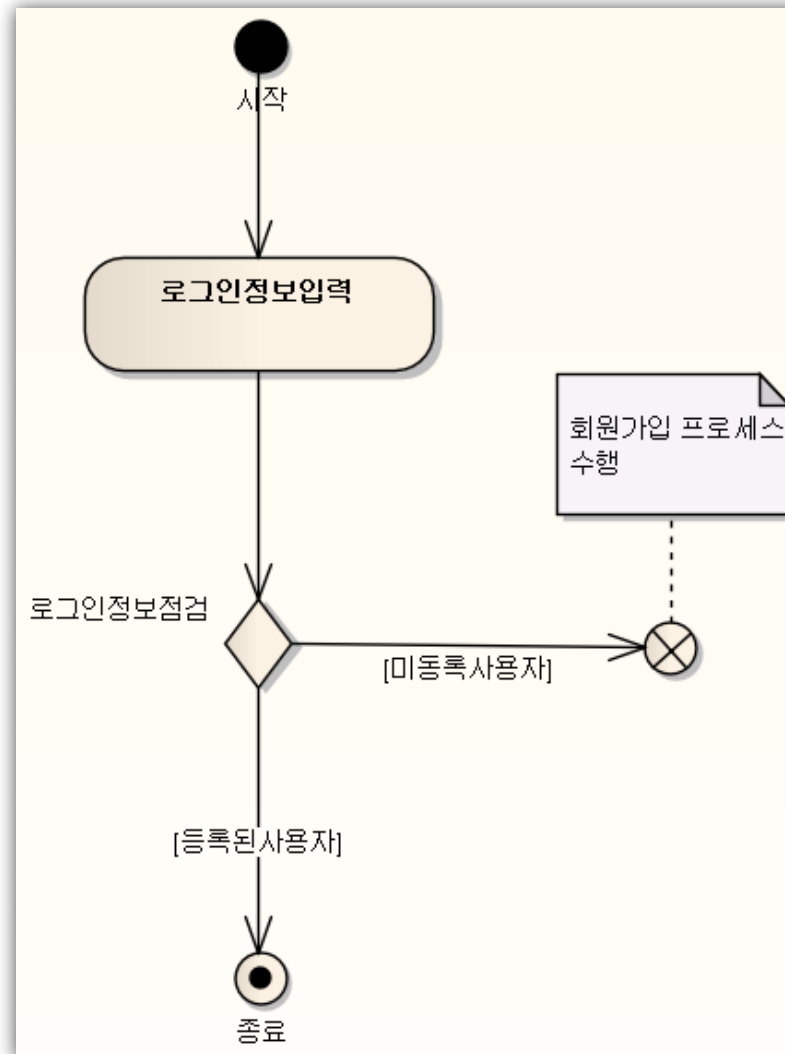 시작
로그인정보입력
회원가입 프로세스
수행
로그인정보점검
[미동록사용자]
[등록된사용자]
종료